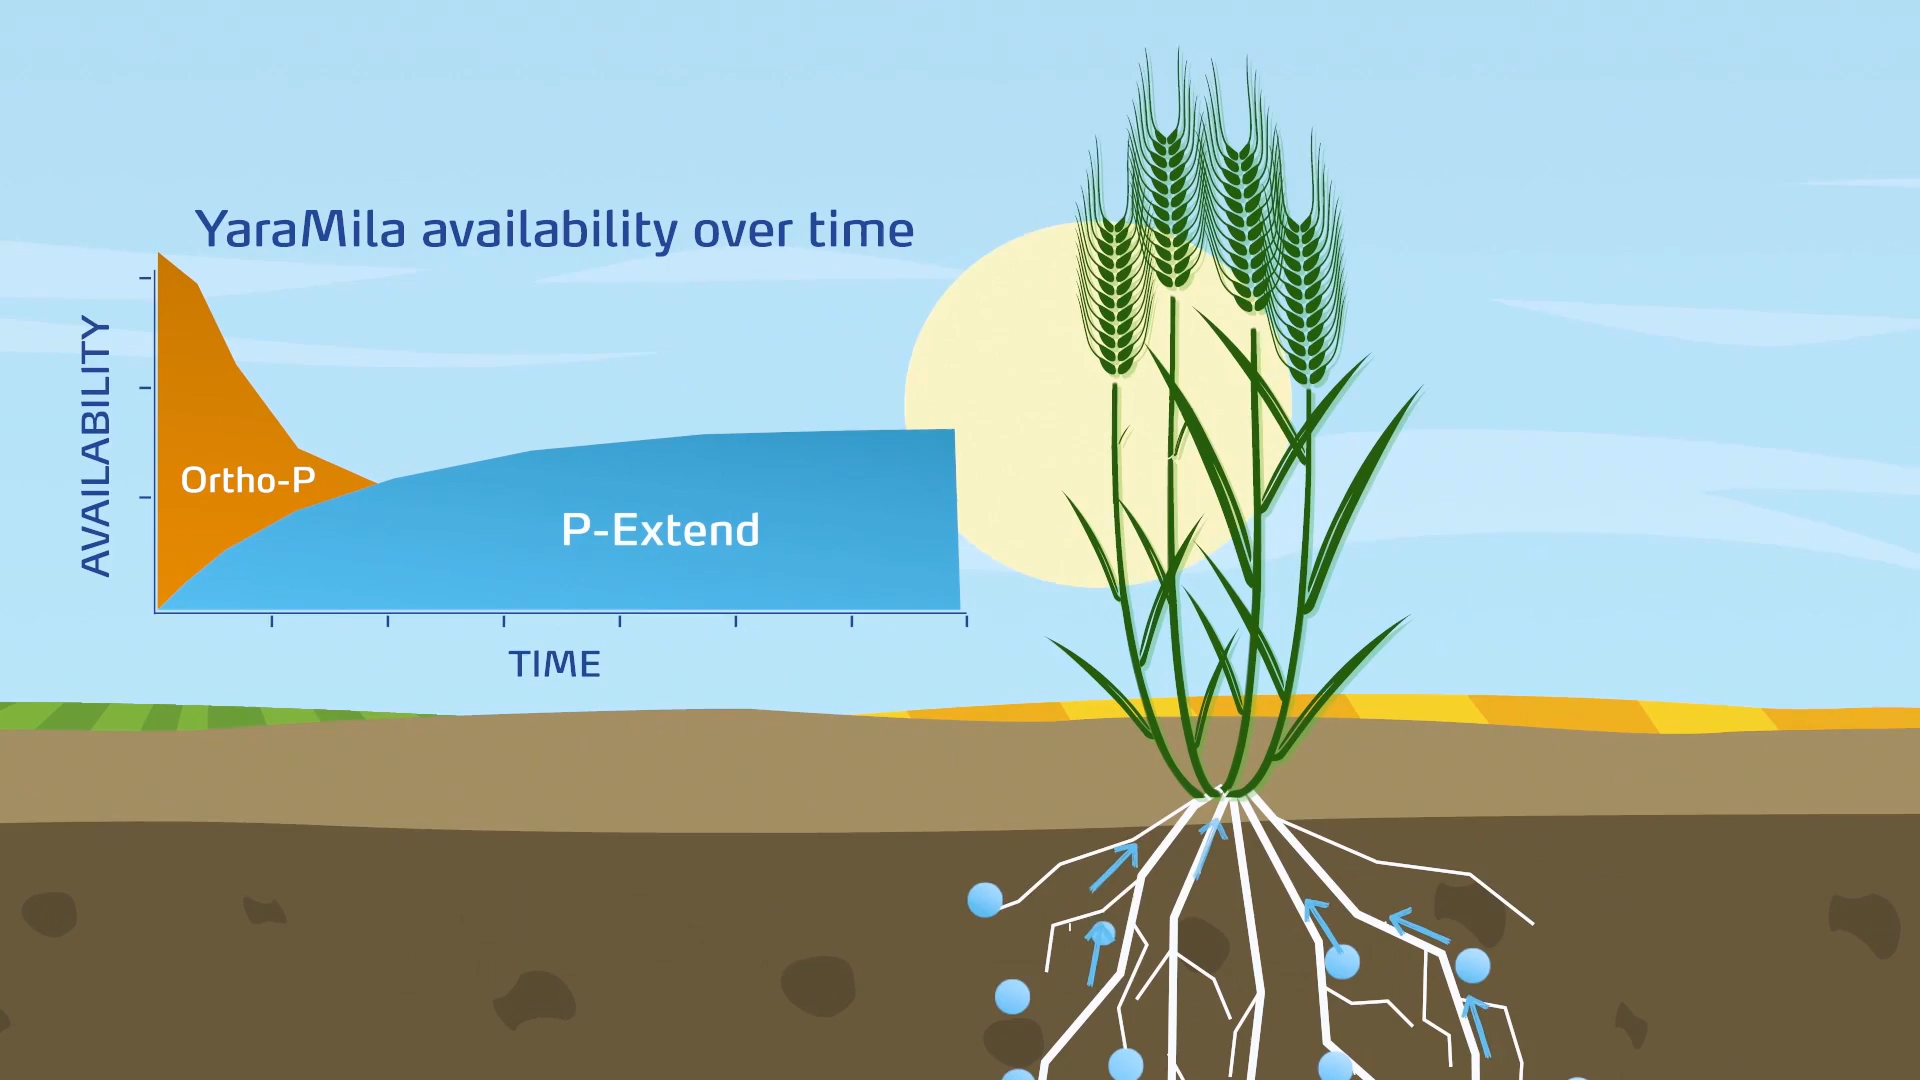 YaraMila availability over time
AVAILABILITY
Ortho-P
P-Extend
TIME